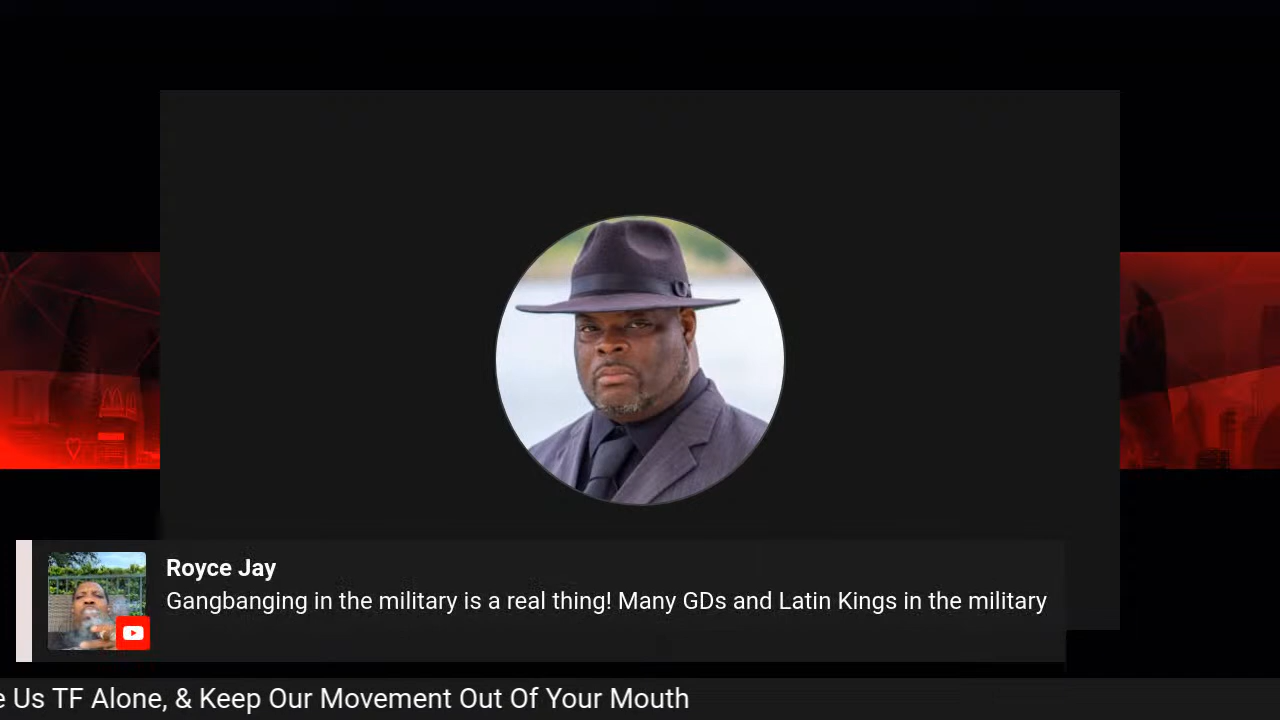 Royce Jay
Gangbanging in the military is a real thing! Many GDs and Latin Kings in the military
e Us TF Alone, & Keep Our Movement Out Of Your Mouth